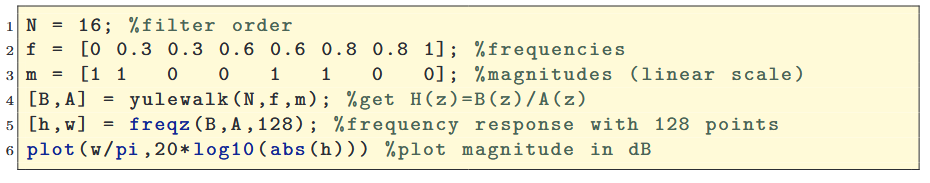 1 N = 16; %filter order
2 f = [0 0.3 0.3 0.6 0.6 0.8 0.8 1]; %frequencies
3 m = [1 1 0 0 1 1 0 0]; %magnitudes (linear scale)
4 [B,A] = yulewalk(N,f,m); %get H(z)=B(z)/A(z)
5 [h,w] = freqz(B,A,128); %frequency response with 128 points
6 plot(w/pi,20*log10(abs(h))) %plot magnitude in dB